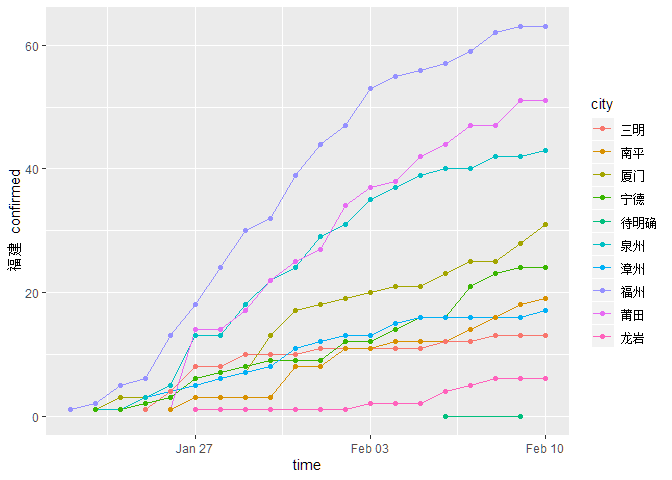 福建 confirmed
60
40
20
0
Jan 27
Feb 03
Feb 10
time
city
三明
南平
厦门
宁德
待明确
泉州
漳州
福州
莆田
龙岩